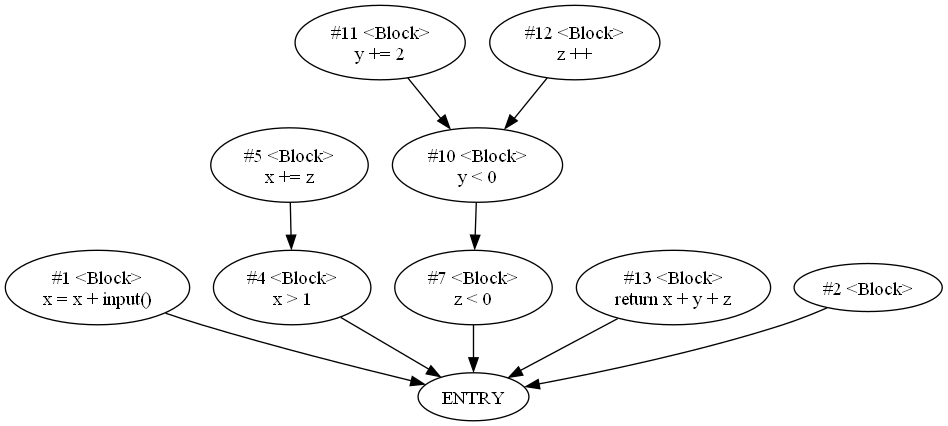 #11 <Block>
y += 2
#12 <Block>
z ++
#5 <Block>
x += z
#10 <Block>
y < 0
#1 <Block>
x = x + input()
#4 <Block>
x > 1
#7 <Block>
z < 0
#13 <Block>
return x + y + z
#2 <Block>
ENTRY